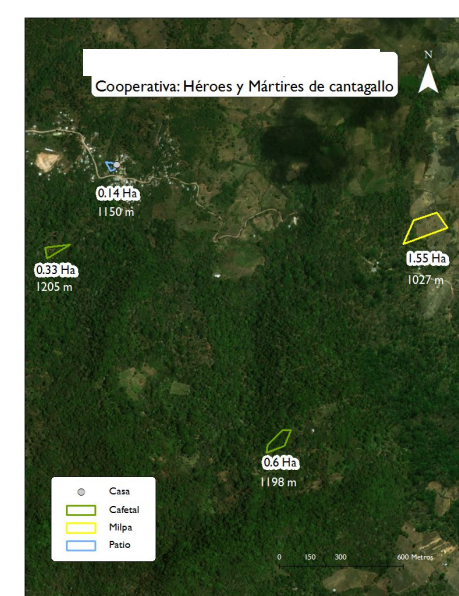 Cooperativa: Héroes y Mártires de cantagallo
N
0.14 Ha
1150 m
0.33 Ha
1205 m
1.55 Ha
1027 m
0.6 Ha
1198 m
Casa
Cafetal
Milpa
Patio
0 150 300 600 Metros